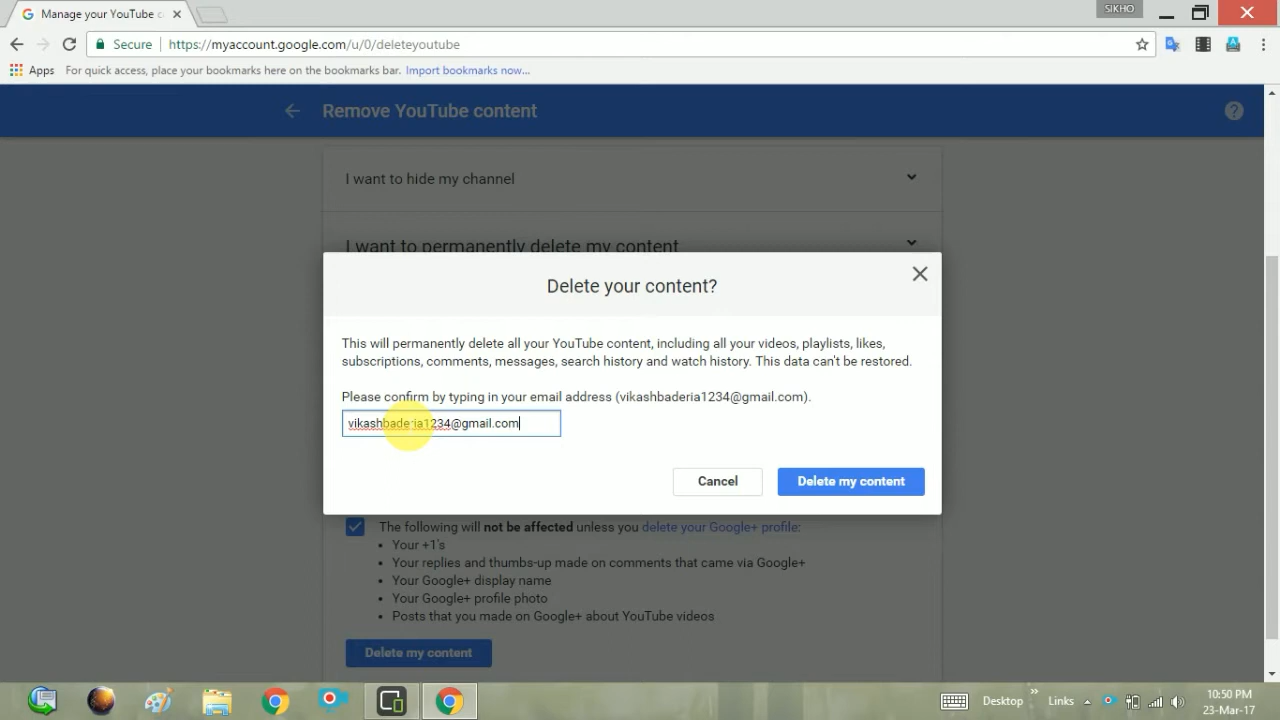 Manage your YouTube c
SIKHO
Secure
https://myaccount.google.com/u/0/deleteyoutube
Apps
For quick access, place your bookmarks here on the bookmarks bar. Import bookmarks now...
Remove YouTube content
I want to hide my channel
I want to permanently delete my content
Delete your content?
This will permanently delete all your YouTube content, including all your videos, playlists, likes,
subscriptions, comments, messages, search history and watch history. This data can't be restored.
Please confirm by typing in your email address (vikashbaderia1234@gmail.com).
vikashbaderia1234@gmail.com
Cancel
Delete my content
The following will not be affected unless you delete your Google+ profile:
• Your +1's
• Your replies and thumbs-up made on comments that came via Google+
• Your Google+ display name
• Your Google+ profile photo
• Posts that you made on Google+ about YouTube videos
Delete my content
Desktop
Links
10:50 PM
23-Mar-17